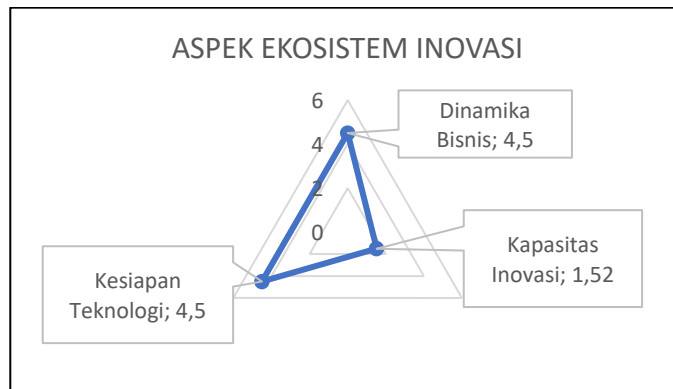 ASPEK EKOSISTEM INOVASI
6
4
2
0
Dinamika
Bisnis; 4,5
Kapasitas
Inovasi; 1,52
Kesiapan
Teknologi; 4,5